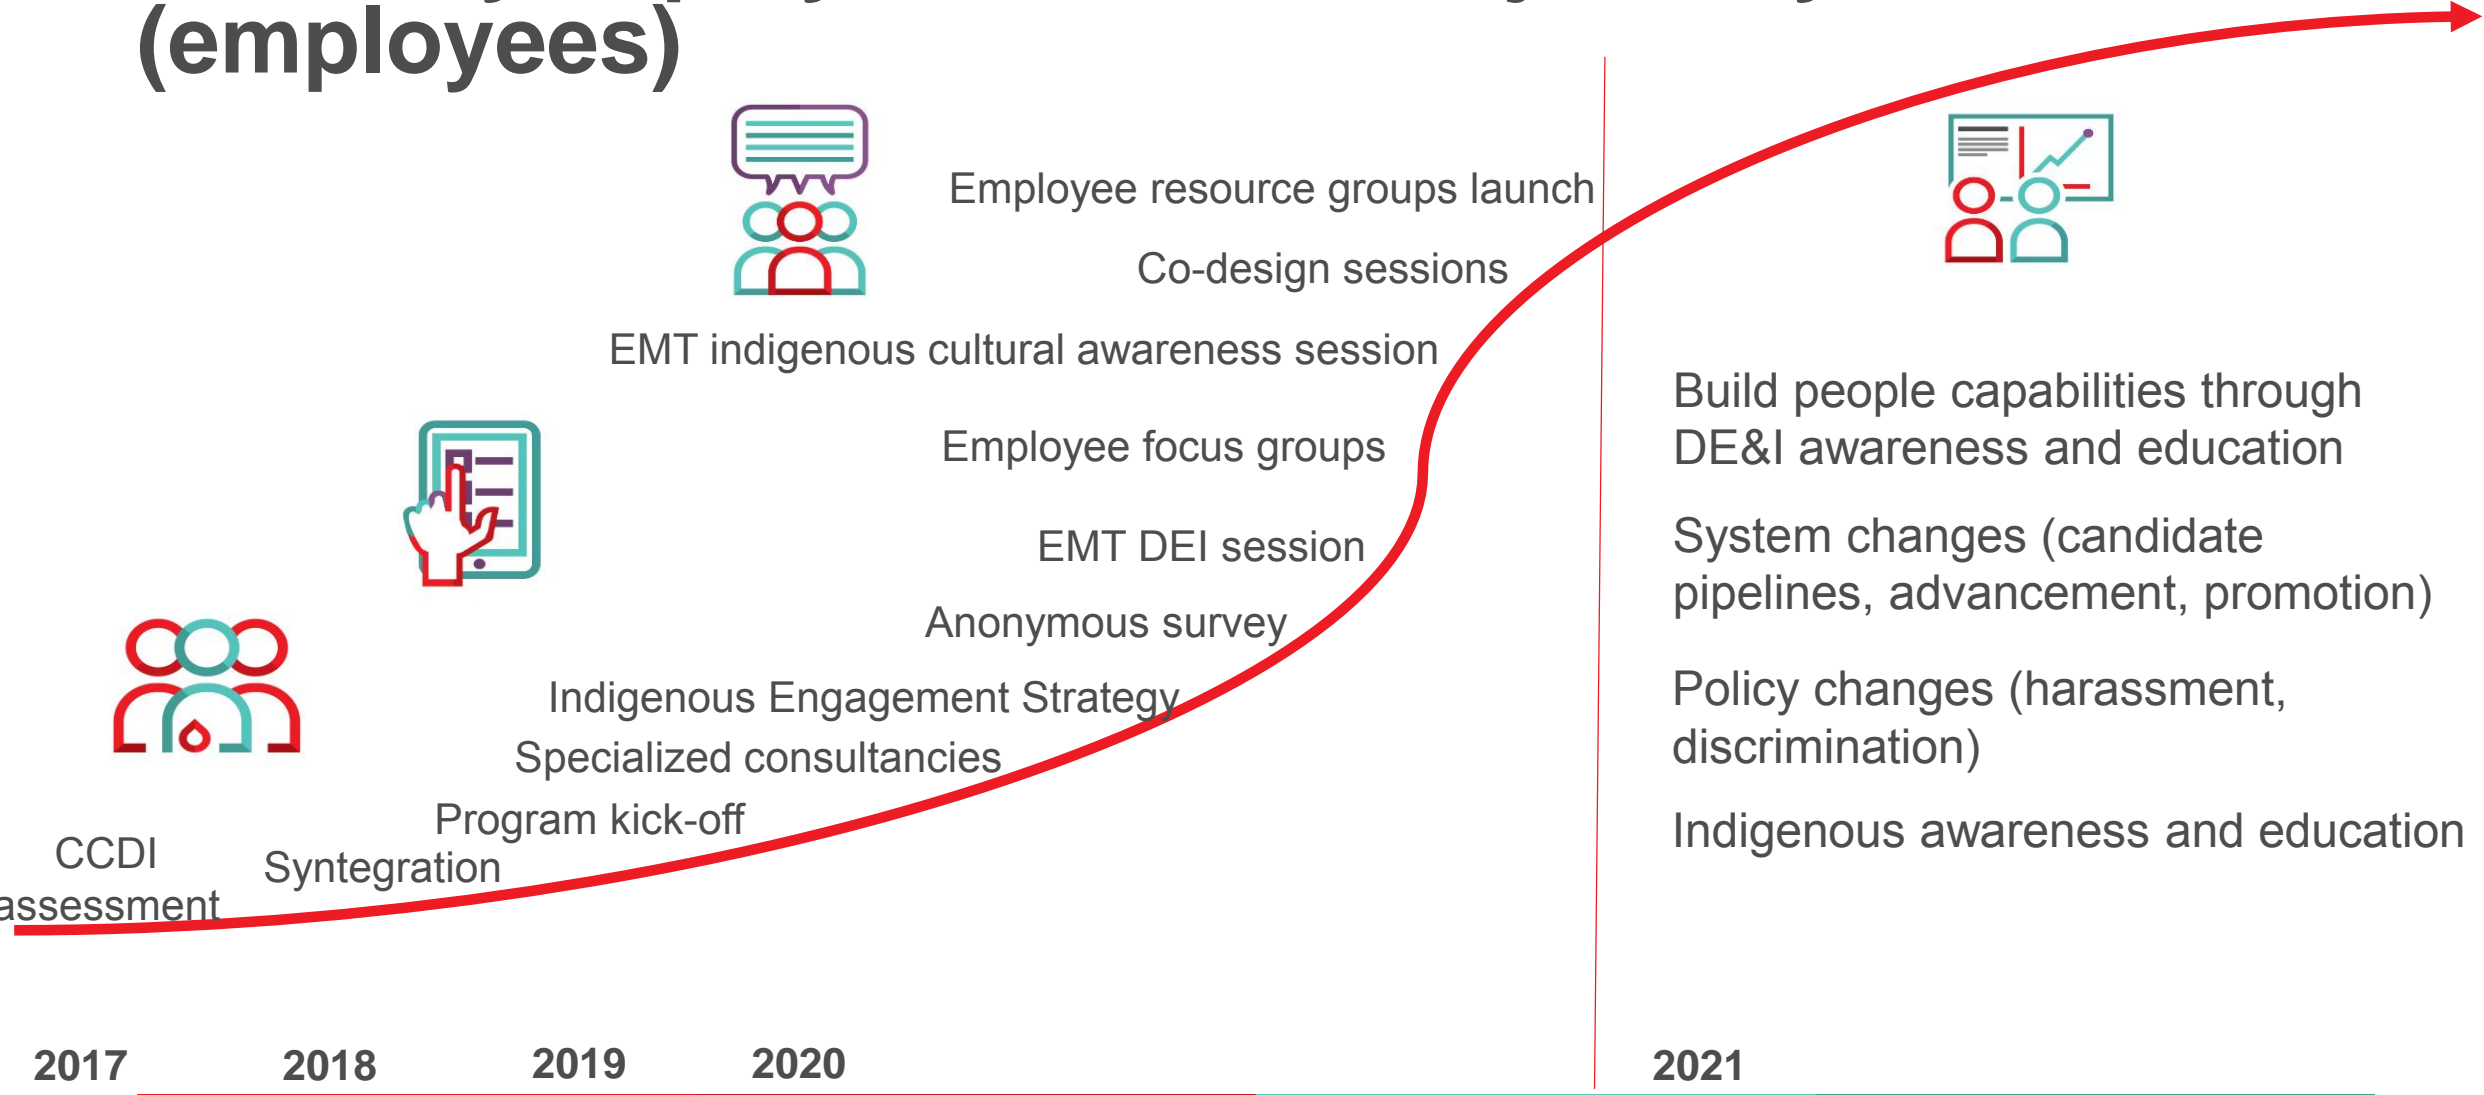 (employees)
Employee resource groups launch
Co-design sessions
EMT indigenous cultural awareness session
Employee focus groups
EMT DEI session
Anonymous survey
Indigenous Engagement Strategy
Specialized consultancies
Program kick-off
CCDI
assessment
Syntegration
Build people capabilities through
DE&I awareness and education
System changes (candidate
pipelines, advancement, promotion)
Policy changes (harassment,
discrimination)
Indigenous awareness and education
2017
2018
2019
2020
2021